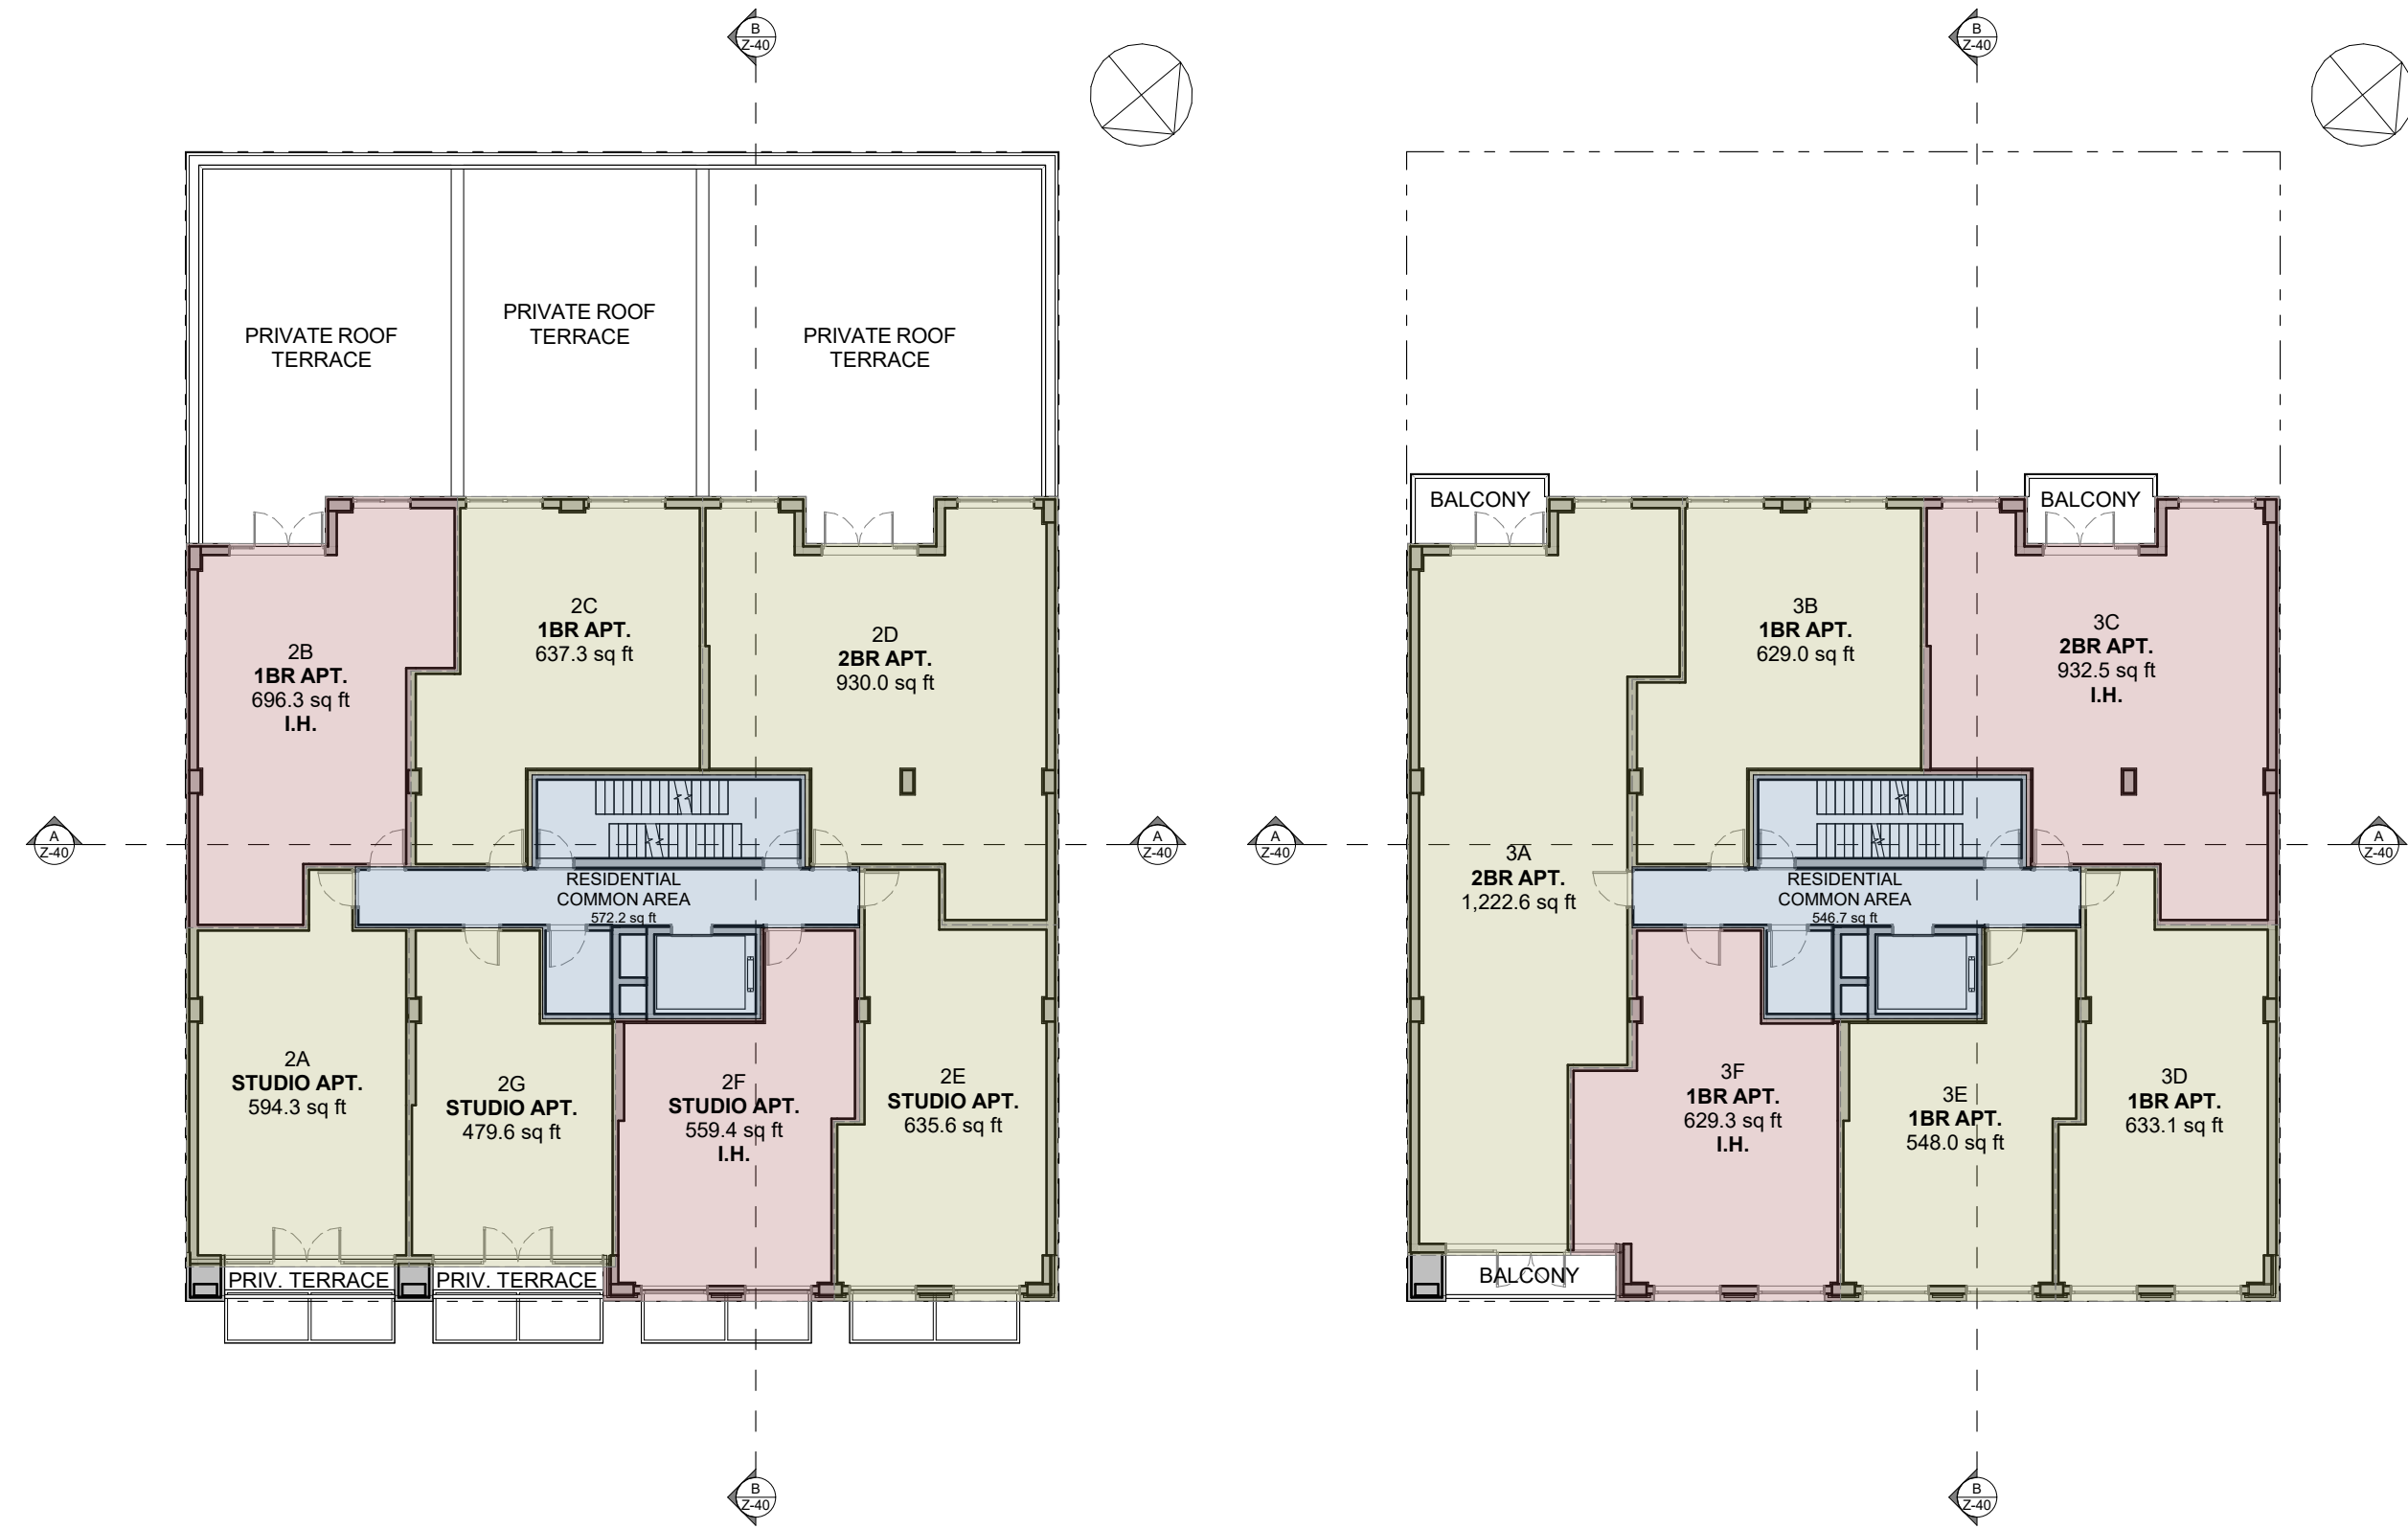 B
Z-40
B
Z-40
PRIVATE ROOF
TERRACE
PRIVATE ROOF
TERRACE
PRIVATE ROOF
TERRACE
2B
1BR APT.
696.3 sq ft
I.H.
2C
1BR APT.
637.3 sq ft
2D
2BR APT.
930.0 sq ft
A
Z-40
A
Z-40
RESIDENTIAL
COMMON AREA
572.2 sq ft
2A
STUDIO APT.
594.3 sq ft
2G
STUDIO APT.
479.6 sq ft
2F
STUDIO APT.
559.4 sq ft
I.H.
2E
STUDIO APT.
635.6 sq ft
PRIV. TERRACE
PRIV. TERRACE
B
Z-40
BALCONY
BALCONY
3B
1BR APT.
629.0 sq ft
3C
2BR APT.
932.5 sq ft
I.H.
A
Z-40
A
Z-40
3A
2BR APT.
1,222.6 sq ft
RESIDENTIAL
COMMON AREA
546.7 sq ft
3F
1BR APT.
629.3 sq ft
I.H.
3E
1BR APT.
548.0 sq ft
3D
1BR APT.
633.1 sq ft
BALCONY
B
Z-40